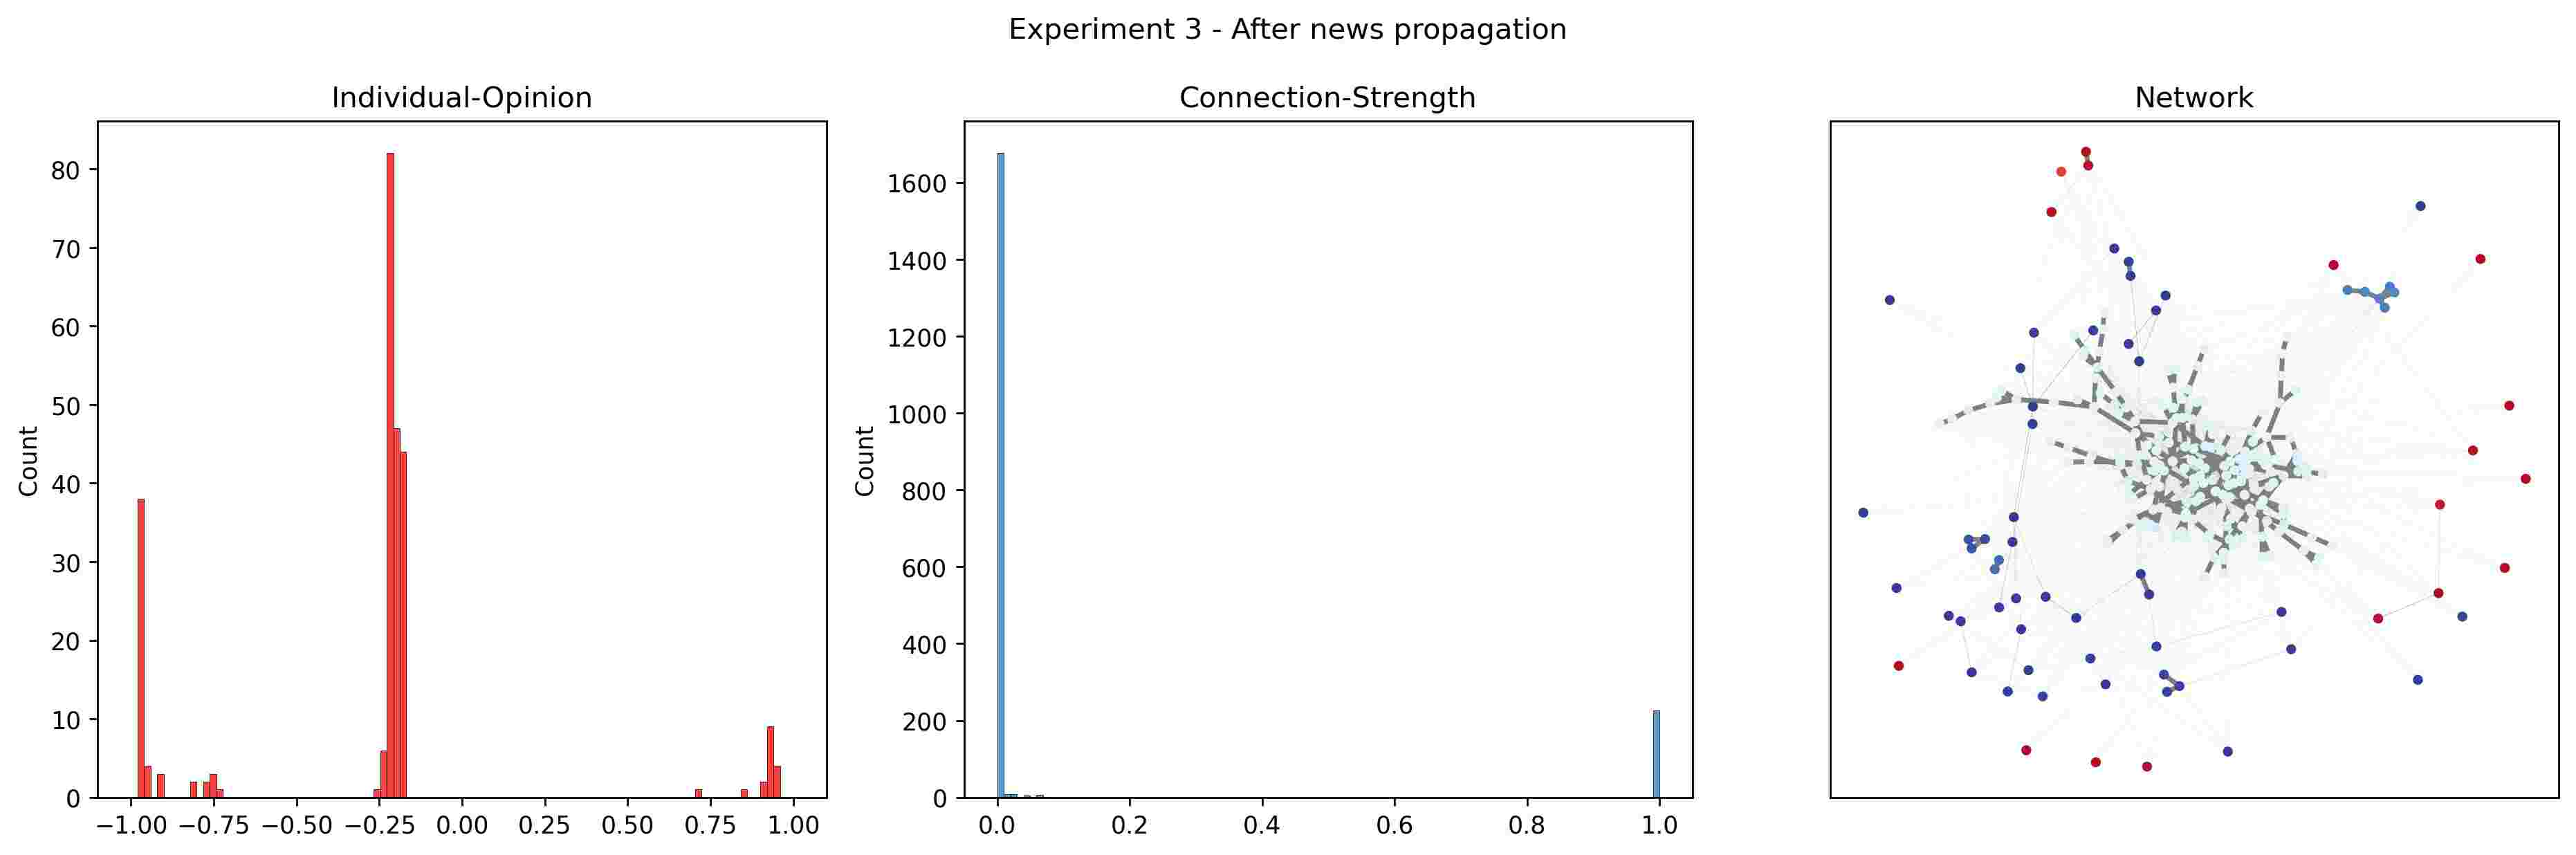 Experiment 3 - After news propagation
Individual-Opinion
Connection-Strength
Network
Count
80
70
60
50
40
30
20
10
0
−1.00 −0.75 −0.50 −0.25 0.00 0.25 0.50 0.75 1.00
Count
1600
1400
1200
1000
800
600
400
200
0
0.0 0.2 0.4 0.6 0.8 1.0